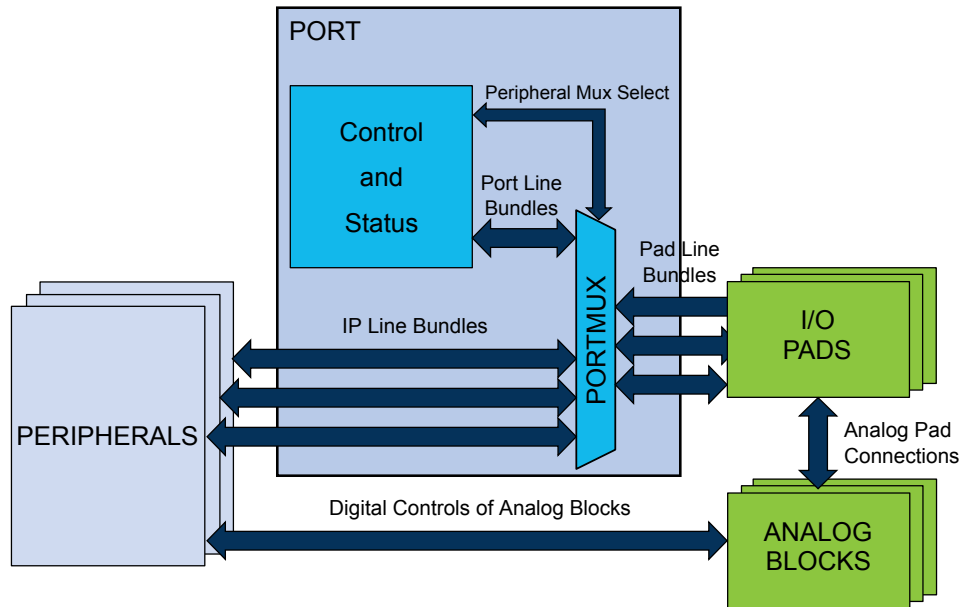 PORT
Peripheral Mux Select
Control
and
Status
Port Line
Bundles
Pad Line
Bundles
PORTMUX
IP Line Bundles
I/O
PADS
PERIPHERALS
Analog Pad
Connections
Digital Controls of Analog Blocks
ANALOG
BLOCKS